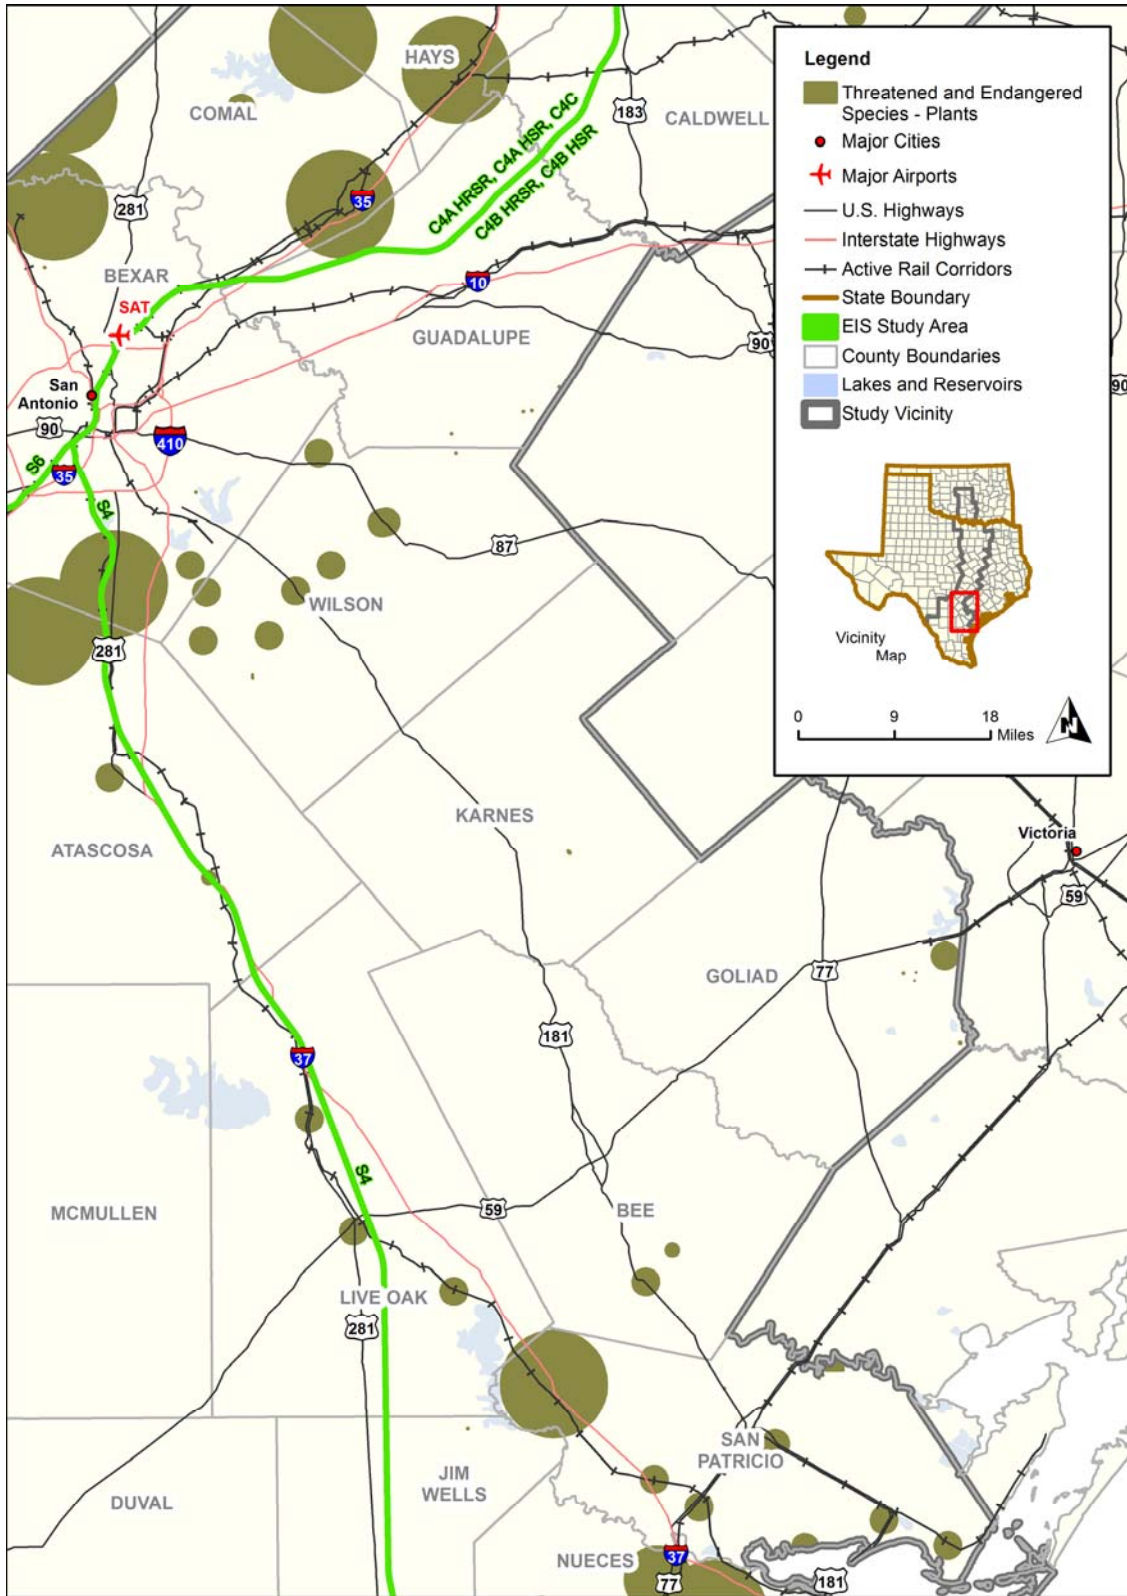 HAYS
COMAL
CALDWELL
183
C4A HRSR, C4A HSR, C4C
C4B HRSR, C4B HSR
35
281
BEXAR
10
SAT
GUADALUPE
90
90
San
Antonio
90
410
S6
35
S4
87
WILSON
281
KARNES
ATASCOSA
Victoria
59
GOLIAD
77
181
37
S4
MCMULLEN
59
BEE
LIVE OAK
281
SAN
PATRICIO
JIM
WELLS
DUVAL
NUECES
37
77
181
Legend
Threatened and Endangered
Species - Plants
Major Cities
Major Airports
U.S. Highways
Interstate Highways
Active Rail Corridors
State Boundary
EIS Study Area
County Boundaries
Lakes and Reservoirs
Study Vicinity
Vicinity
Map
0 9 18
Miles
N